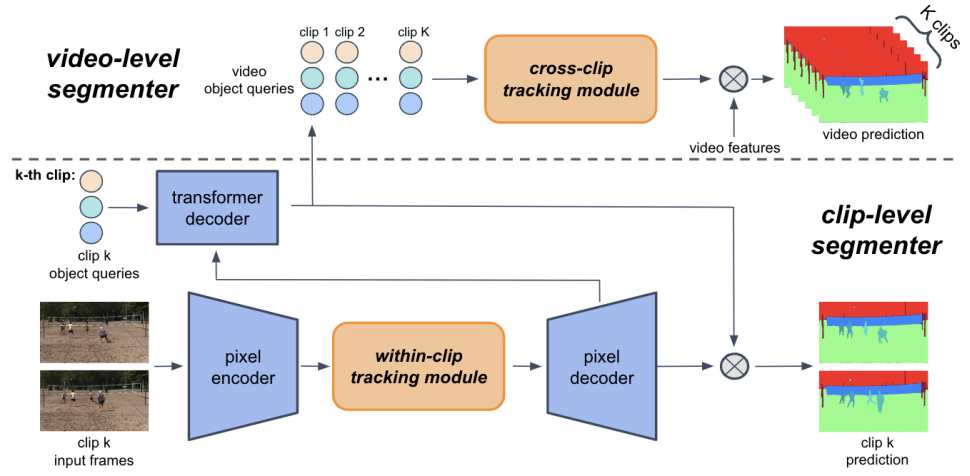 video-level
segmenter
video
object queries
clip 1
clip 2
...
clip K
cross-clip
tracking module
video features
K clips
video prediction
k-th clip:
transformer
decoder
clip k
object queries
clip-level
segmenter
pixel
encoder
within-clip
tracking module
pixel
decoder
clip k
input frames
clip k
prediction